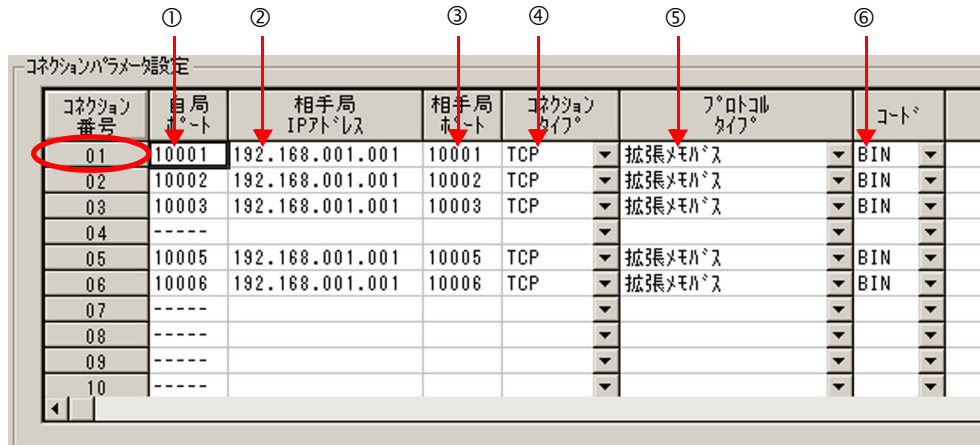 ① ② ③ ④ ⑤ ⑥
コネクションパラメータ設定
コネクション番号 自局ポート 相手局IPアドレス 相手局ポート コネクションタイプ プロトコルタイプ コード
01 10001 192.168.001.001 10001 TCP 拡張メモバス BIN
02 10002 192.168.001.001 10002 TCP 拡張メモバス BIN
03 10003 192.168.001.001 10003 TCP 拡張メモバス BIN
04 -----
05 10005 192.168.001.001 10005 TCP 拡張メモバス BIN
06 10006 192.168.001.001 10006 TCP 拡張メモバス BIN
07 -----
08 -----
09 -----
10 -----